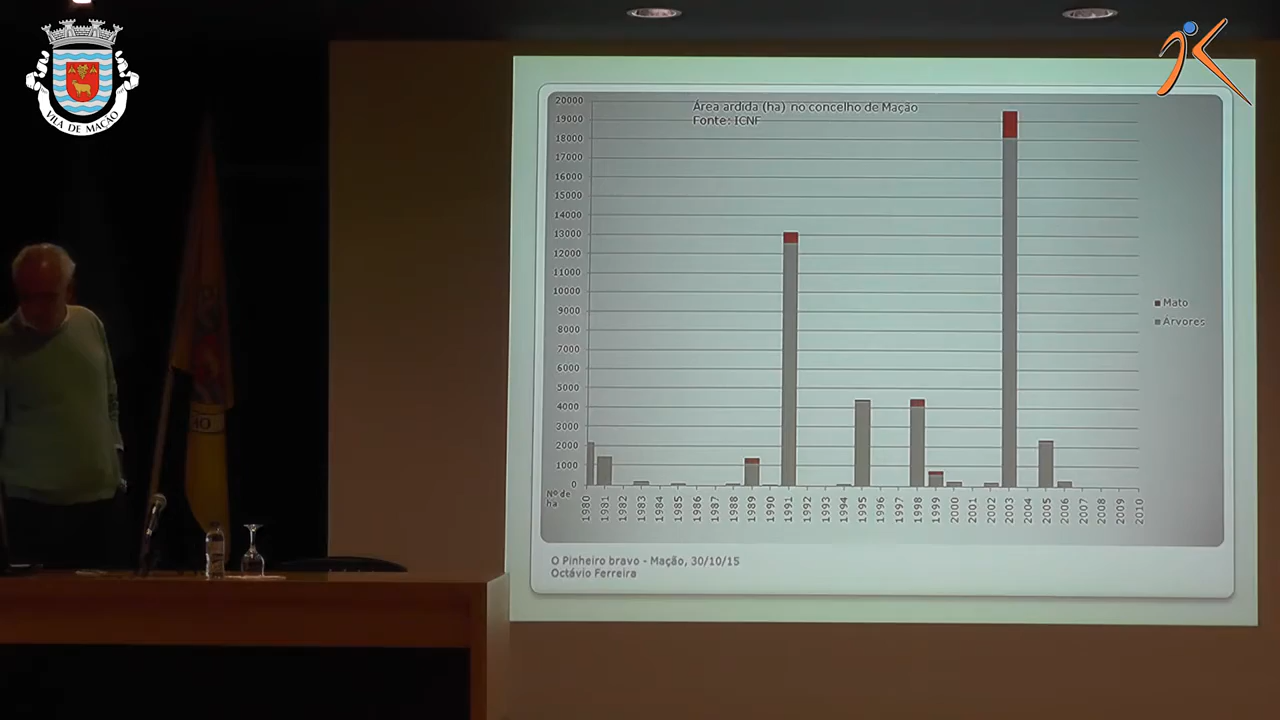 VILA DE MAÇÃO
Área ardida (ha) no concelho de Mação
Fonte: ICNF
20000
19000
18000
17000
16000
15000
14000
13000
12000
11000
10000
9000
8000
7000
6000
5000
4000
3000
2000
1000
0
Nº de
ha
1980 1981 1982 1983 1985 1986 1987 1988 1989 1990 1991 1992 1993 1994 1995 1996 1997 1998 1999 2000 2001 2002 2003 2004 2005 2006 2007 2008 2009 2010
Mato
Árvores
O Pinheiro bravo - Mação, 30/10/15
Octávio Ferreira